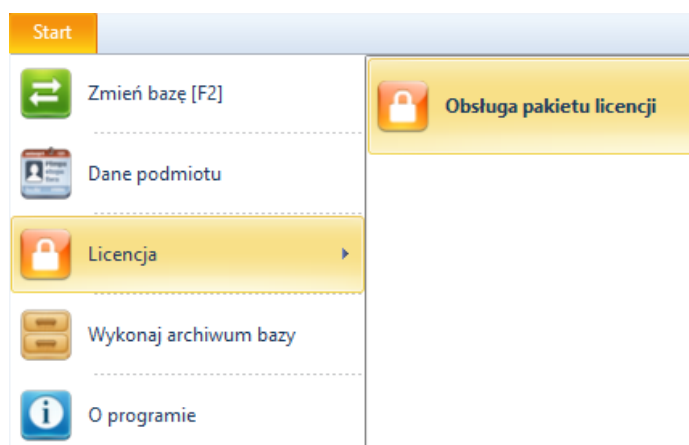 Start
Zmień bazę [F2]
Dane podmiotu
Licencja
Wykonaj archiwum bazy
O programie
Obsługa pakietu licencji